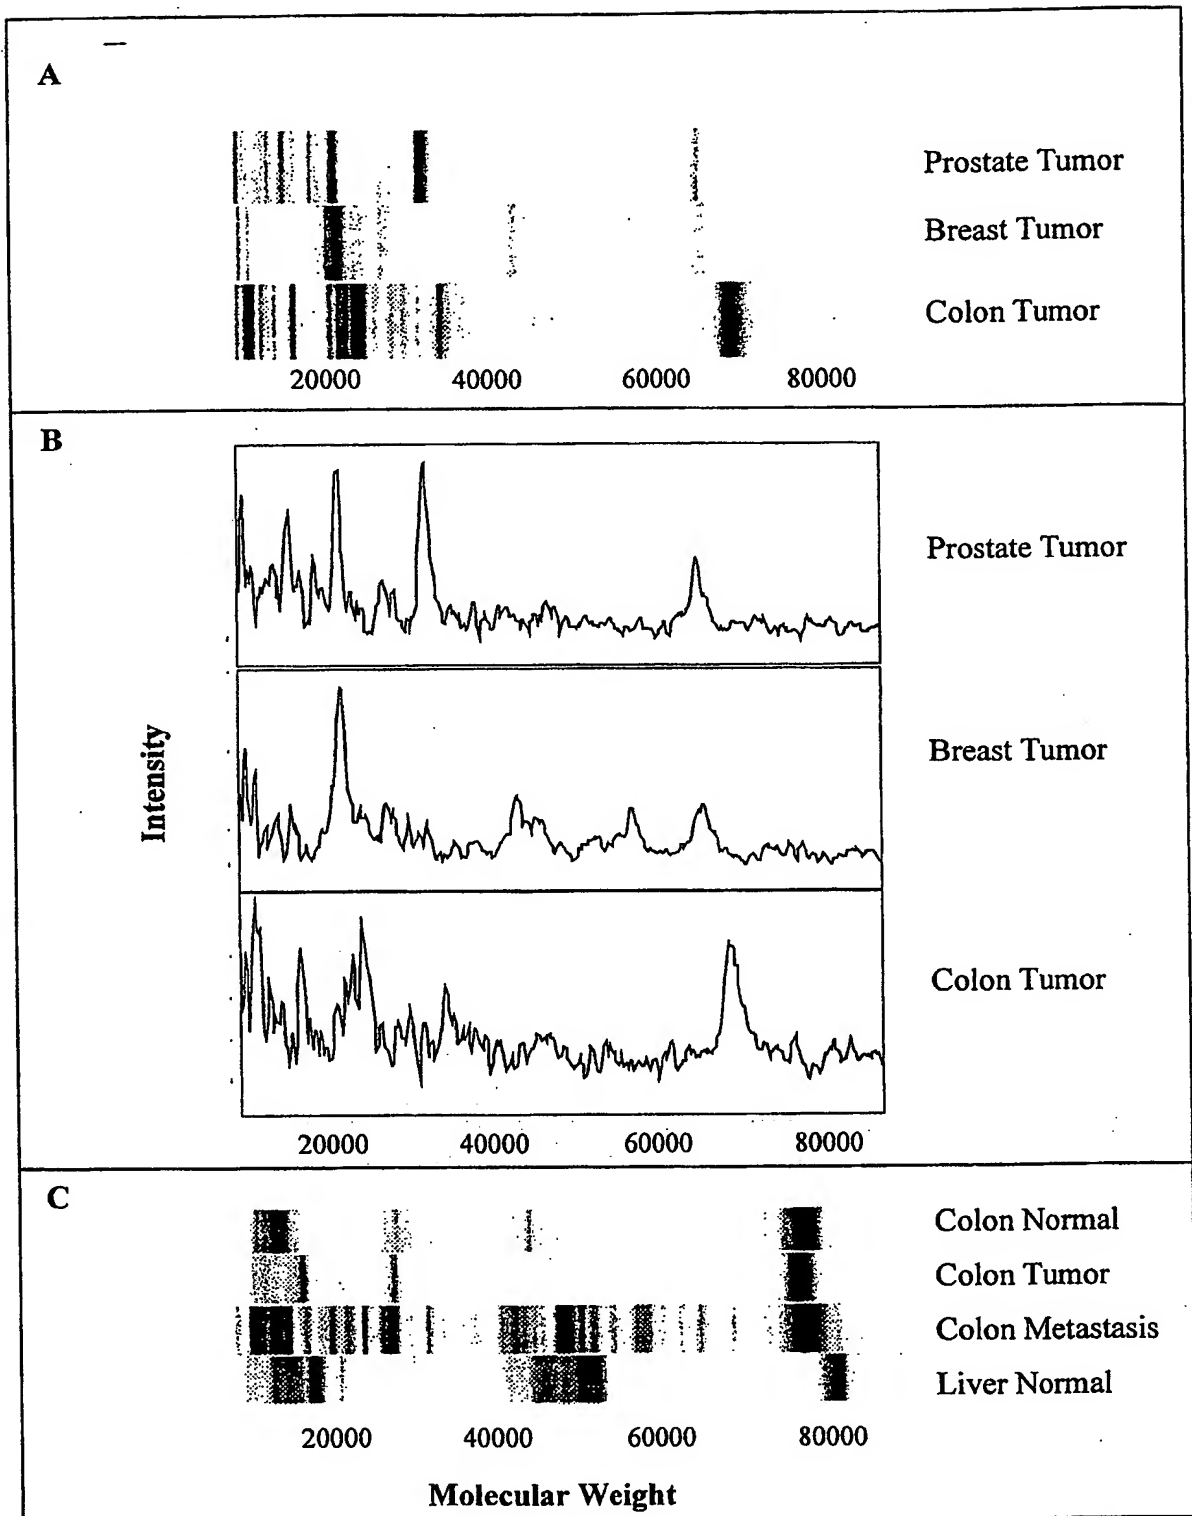 A
Prostate Tumor
Breast Tumor
Colon Tumor
20000 40000 60000 80000
B
Prostate Tumor
Intensity
Breast Tumor
Colon Tumor
20000 40000 60000 80000
C
Colon Normal
Colon Tumor
Colon Metastasis
Liver Normal
20000 40000 60000 80000
Molecular Weight